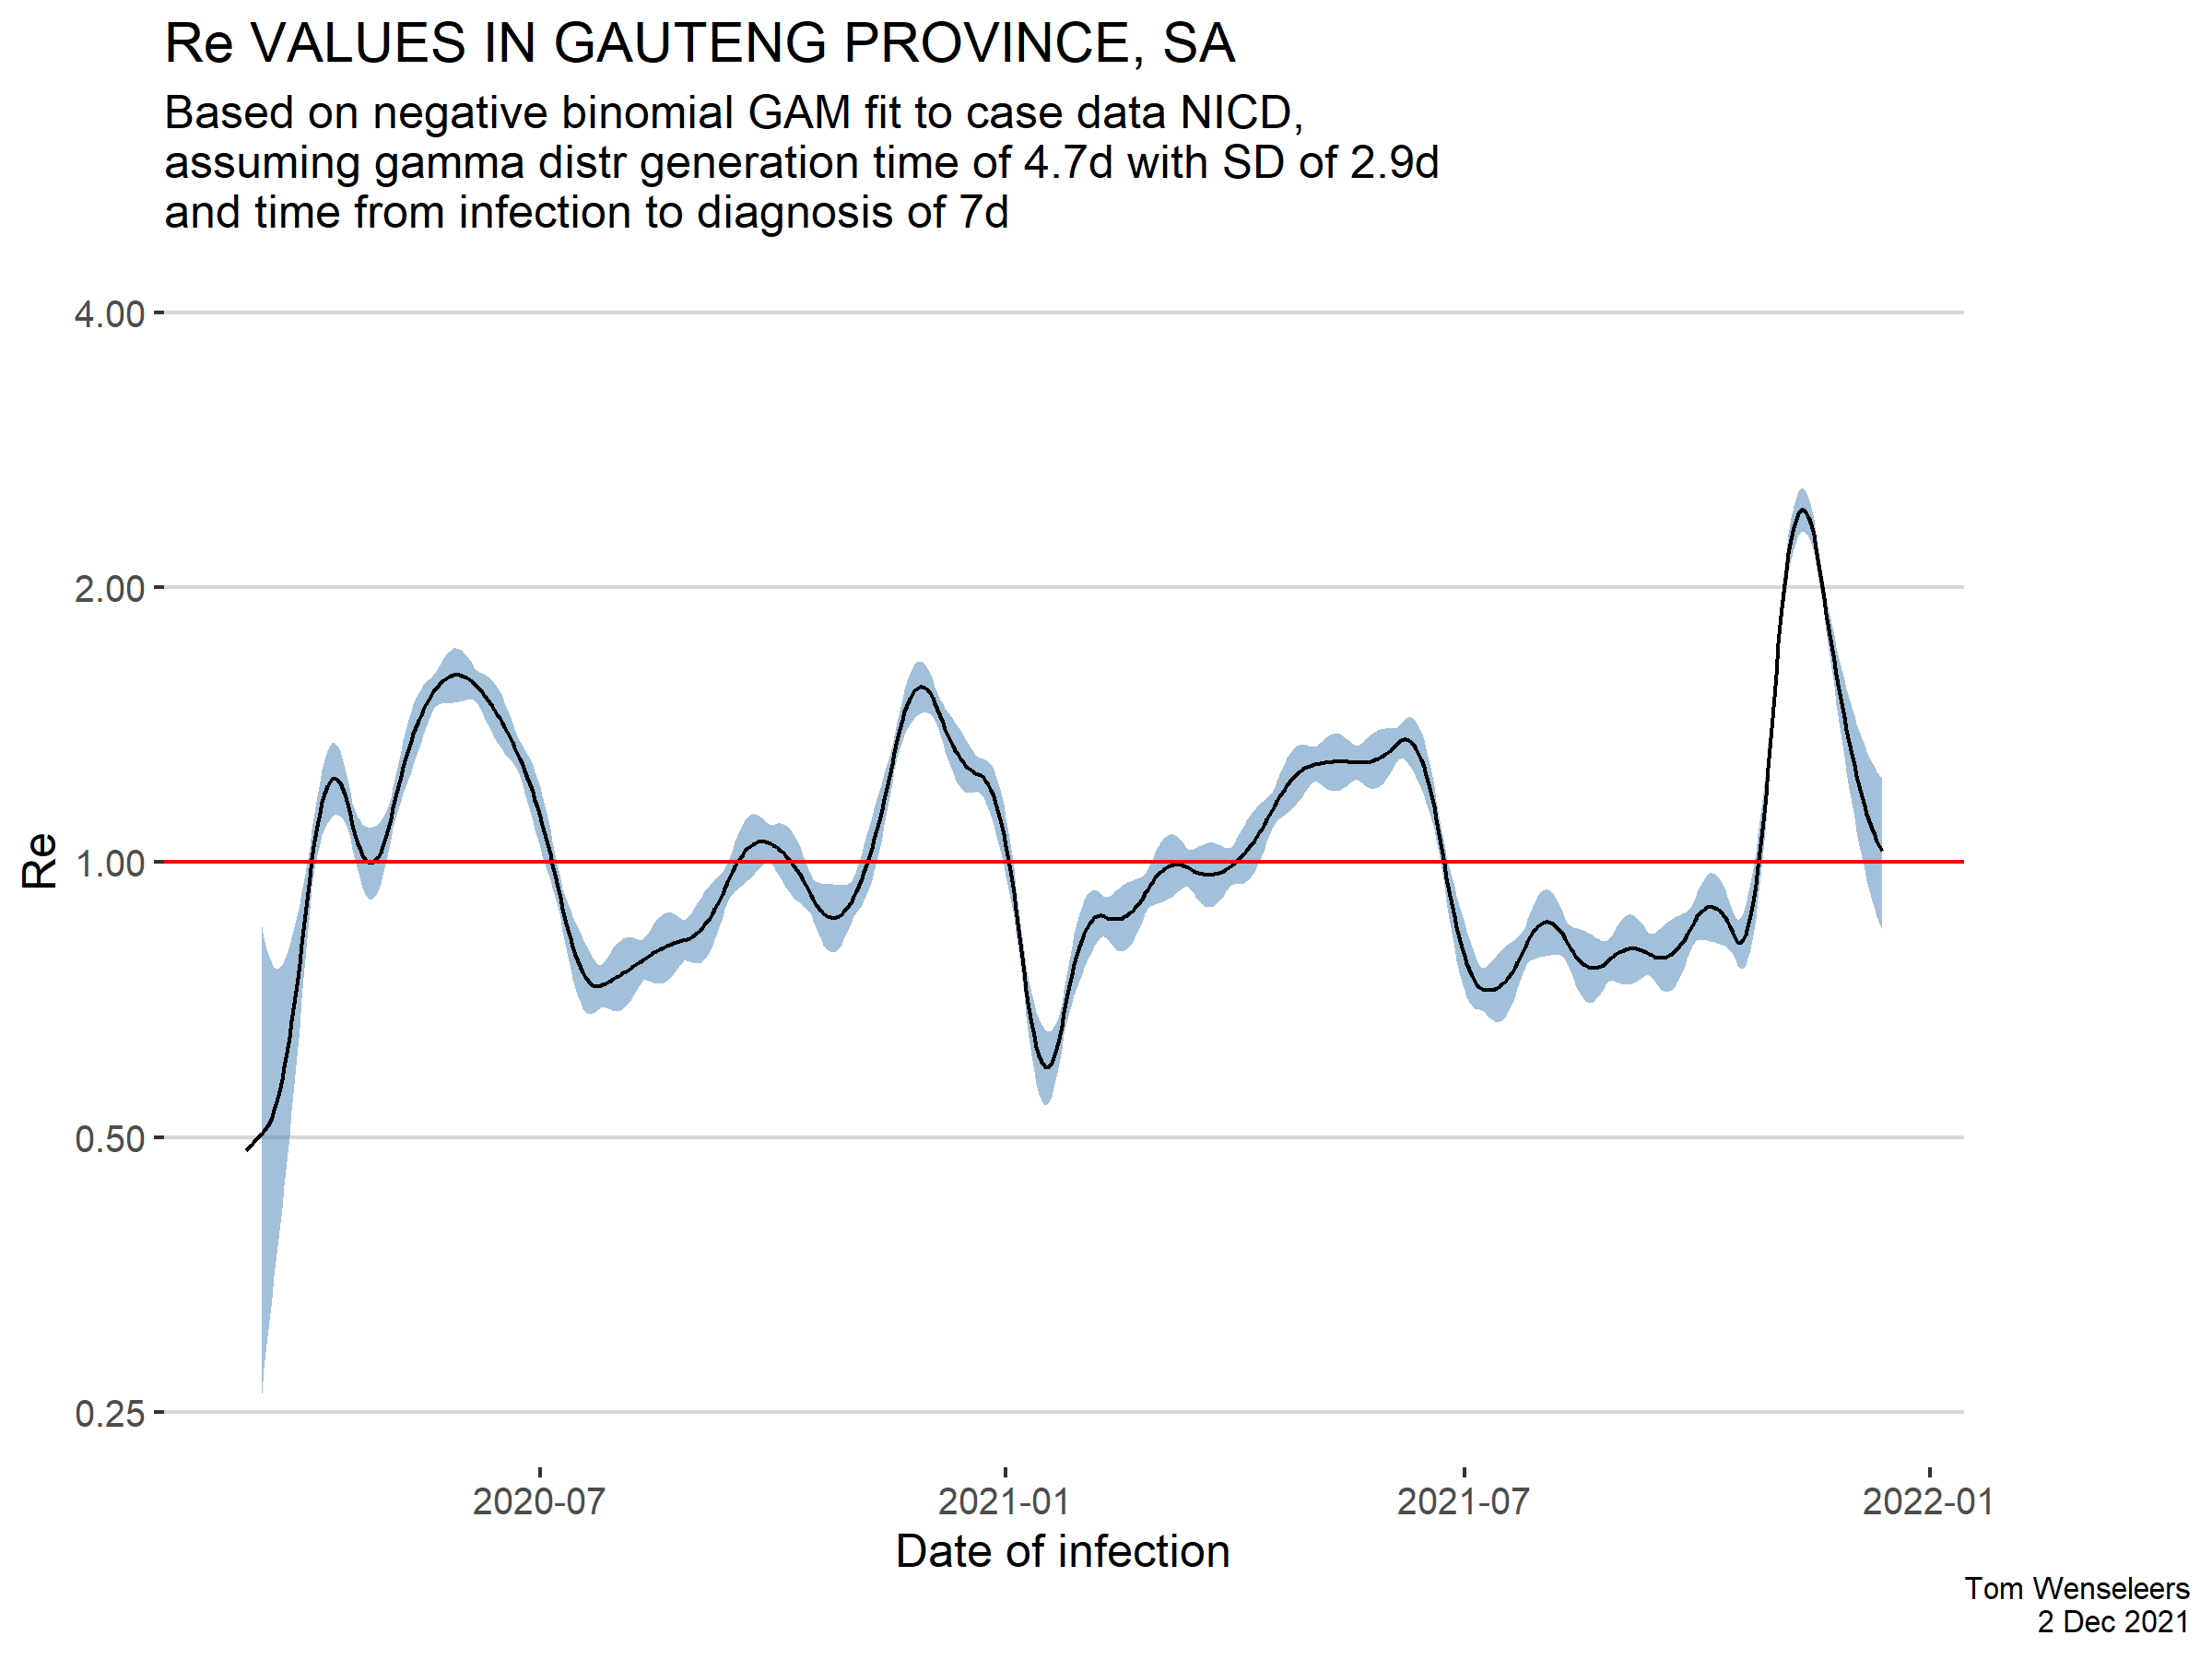 Re VALUES IN GAUTENG PROVINCE, SA
Based on negative binomial GAM fit to case data NICD,
assuming gamma distr generation time of 4.7d with SD of 2.9d
and time from infection to diagnosis of 7d
4.00
2.00
1.00
0.50
0.25
Re
2020-07
2021-01
2021-07
2022-01
Date of infection
Tom Wenseleers
2 Dec 2021